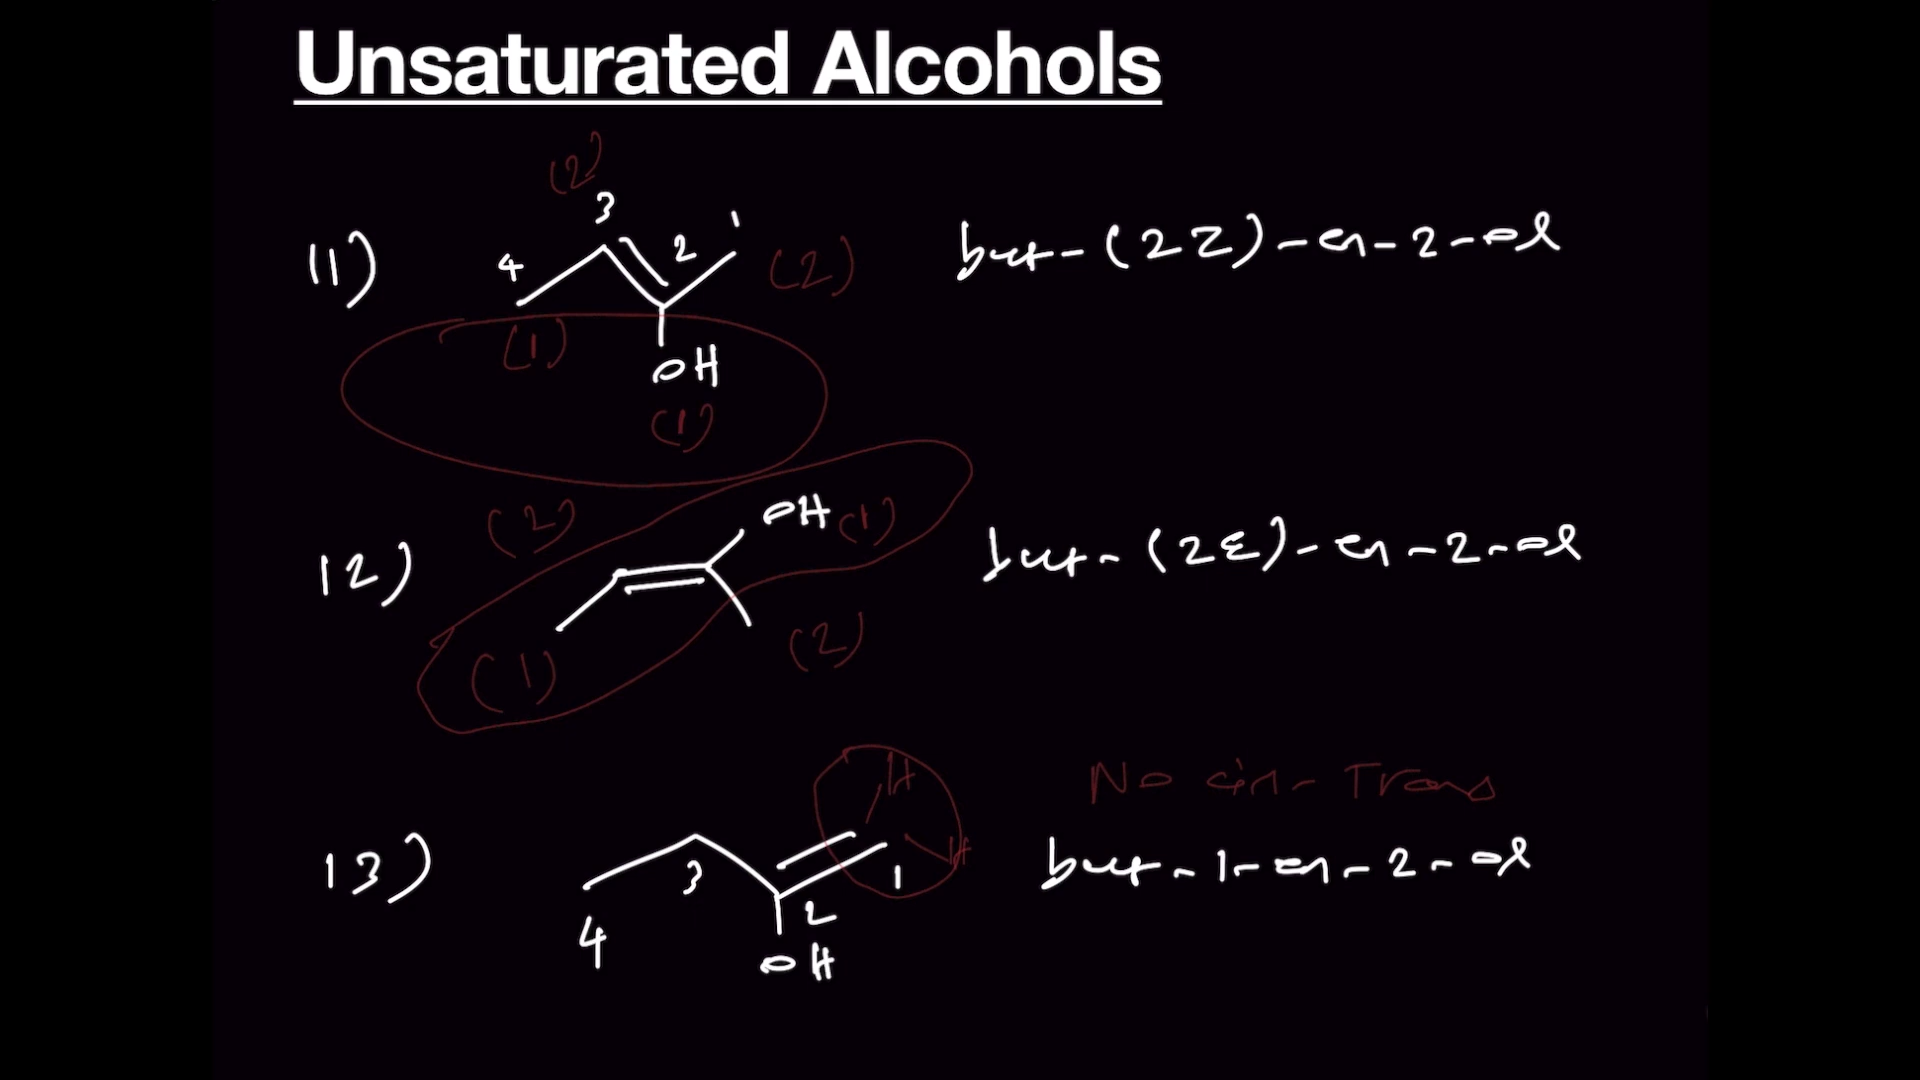 Unsaturated Alcohols
(2)
11) 4 3 2 1 (2) but-(2Z)-en-2-ol
(1) OH
(1)
(2) OH (1)
12) but-(2E)-en-2-ol
(1) (2)
H No cis-Trans
13) 4 3 2 1 H but-1-en-2-ol
OH